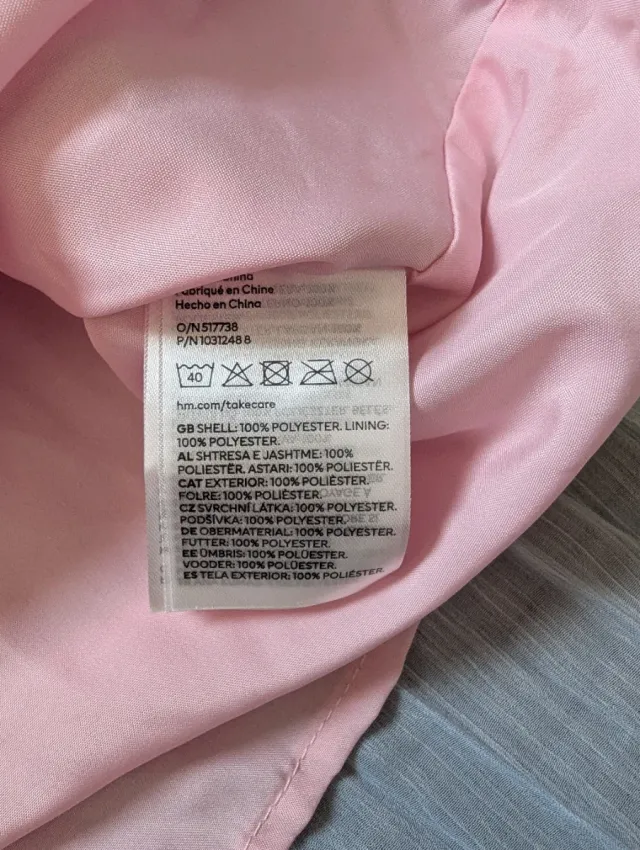 China
Fabriqué en Chine
Hecho en China
O/N 517738
P/N 1031248 8
40
hm.com/takecare
GB SHELL: 100% POLYESTER. LINING:
100% POLYESTER.
AL SHTRESA E JASHTME: 100%
POLIESTËR. ASTARI: 100% POLIESTËR.
CAT EXTERIOR: 100% POLIÈSTER.
FOLRE: 100% POLIÈSTER.
CZ SVRCHNÍ LÁTKA: 100% POLYESTER.
PODŠÍVKA: 100% POLYESTER.
DE OBERMATERIAL: 100% POLYESTER.
FUTTER: 100% POLYESTER.
EE ÜMBRIS: 100% POLÜESTER.
VOODER: 100% POLÜESTER.
ES TELA EXTERIOR: 100% POLIÉSTER.